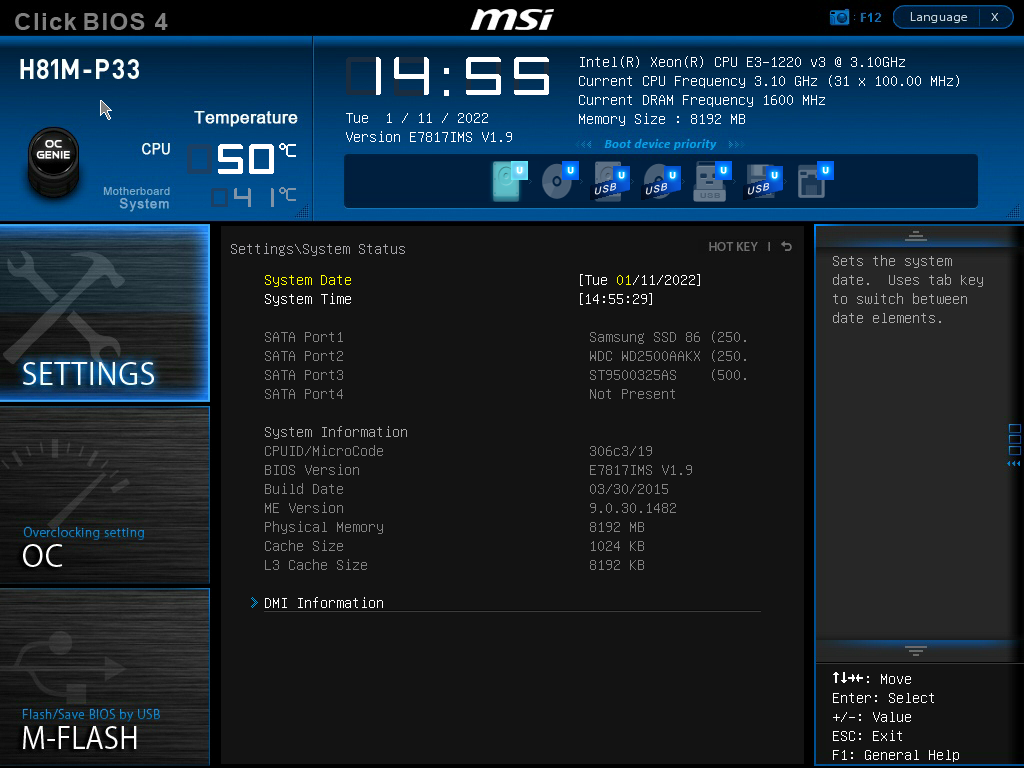 Click BIOS 4
msi
F12
Language X
H81M-P33
OC GENIE
Temperature
CPU 50°C
Motherboard System 41°C
14:55
Tue 1 / 11 / 2022
Version E7817IMS V1.9
Intel(R) Xeon(R) CPU E3-1220 v3 @ 3.10GHz
Current CPU Frequency 3.10 GHz (31 x 100.00 MHz)
Current DRAM Frequency 1600 MHz
Memory Size : 8192 MB
Boot device priority
U U U U U U U
USB USB USB USB
SETTINGS
Overclocking setting
OC
Flash/Save BIOS by USB
M-FLASH
Settings\System Status
HOT KEY |
System Date [Tue 01/11/2022]
System Time [14:55:29]
SATA Port1 Samsung SSD 86 (250.
SATA Port2 WDC WD2500AAKX (250.
SATA Port3 ST9500325AS (500.
SATA Port4 Not Present
System Information
CPUID/MicroCode 306c3/19
BIOS Version E7817IMS V1.9
Build Date 03/30/2015
ME Version 9.0.30.1482
Physical Memory 8192 MB
Cache Size 1024 KB
L3 Cache Size 8192 KB
> DMI Information
Sets the system
date. Uses tab key
to switch between
date elements.
↑↓→←: Move
Enter: Select
+/-: Value
ESC: Exit
F1: General Help